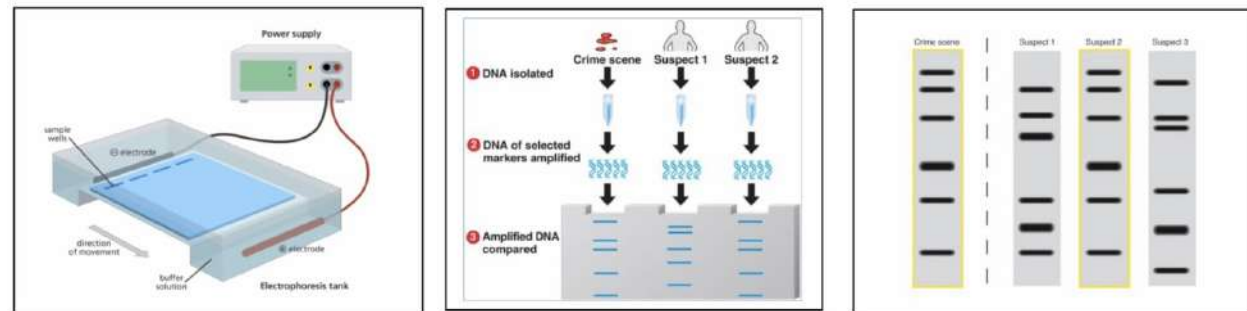 Power supply
sample
wells
⊖ electrode
⊕ electrode
direction
of movement
buffer
solution
Electrophoresis tank
Crime scene
Suspect 1
Suspect 2
1 DNA isolated
2 DNA of selected
markers amplified
3 Amplified DNA
compared
Crime scene
Suspect 1
Suspect 2
Suspect 3